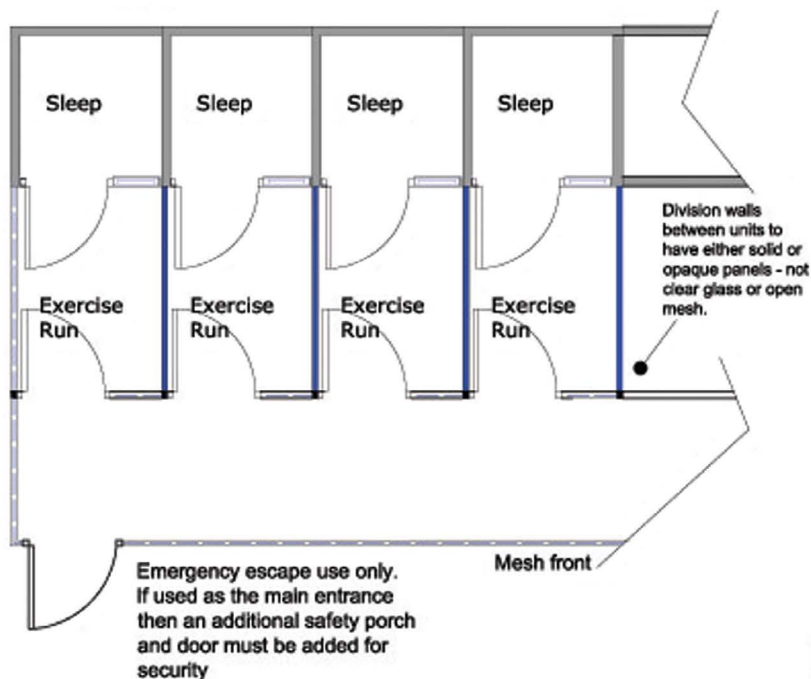 Sleep
Sleep
Sleep
Sleep
Division walls
between units to
have either solid or
opaque panels - not
clear glass or open
mesh.
Exercise
Run
Exercise
Run
Exercise
Run
Exercise
Run
Mesh front
Emergency escape use only.
If used as the main entrance
then an additional safety porch
and door must be added for
security